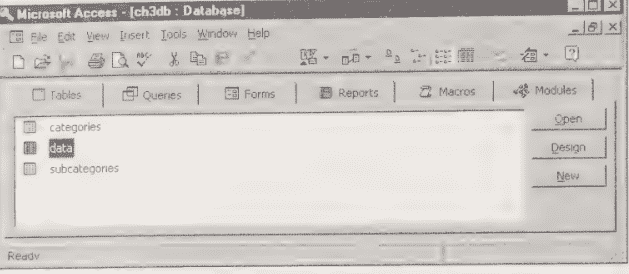 Microsoft Access - [ch3db : Database]
File Edit View Insert Tools Window Help
ABC
Tables Queries Forms Reports Macros Modules
categories
data
subcategories
Open
Design
New
Ready